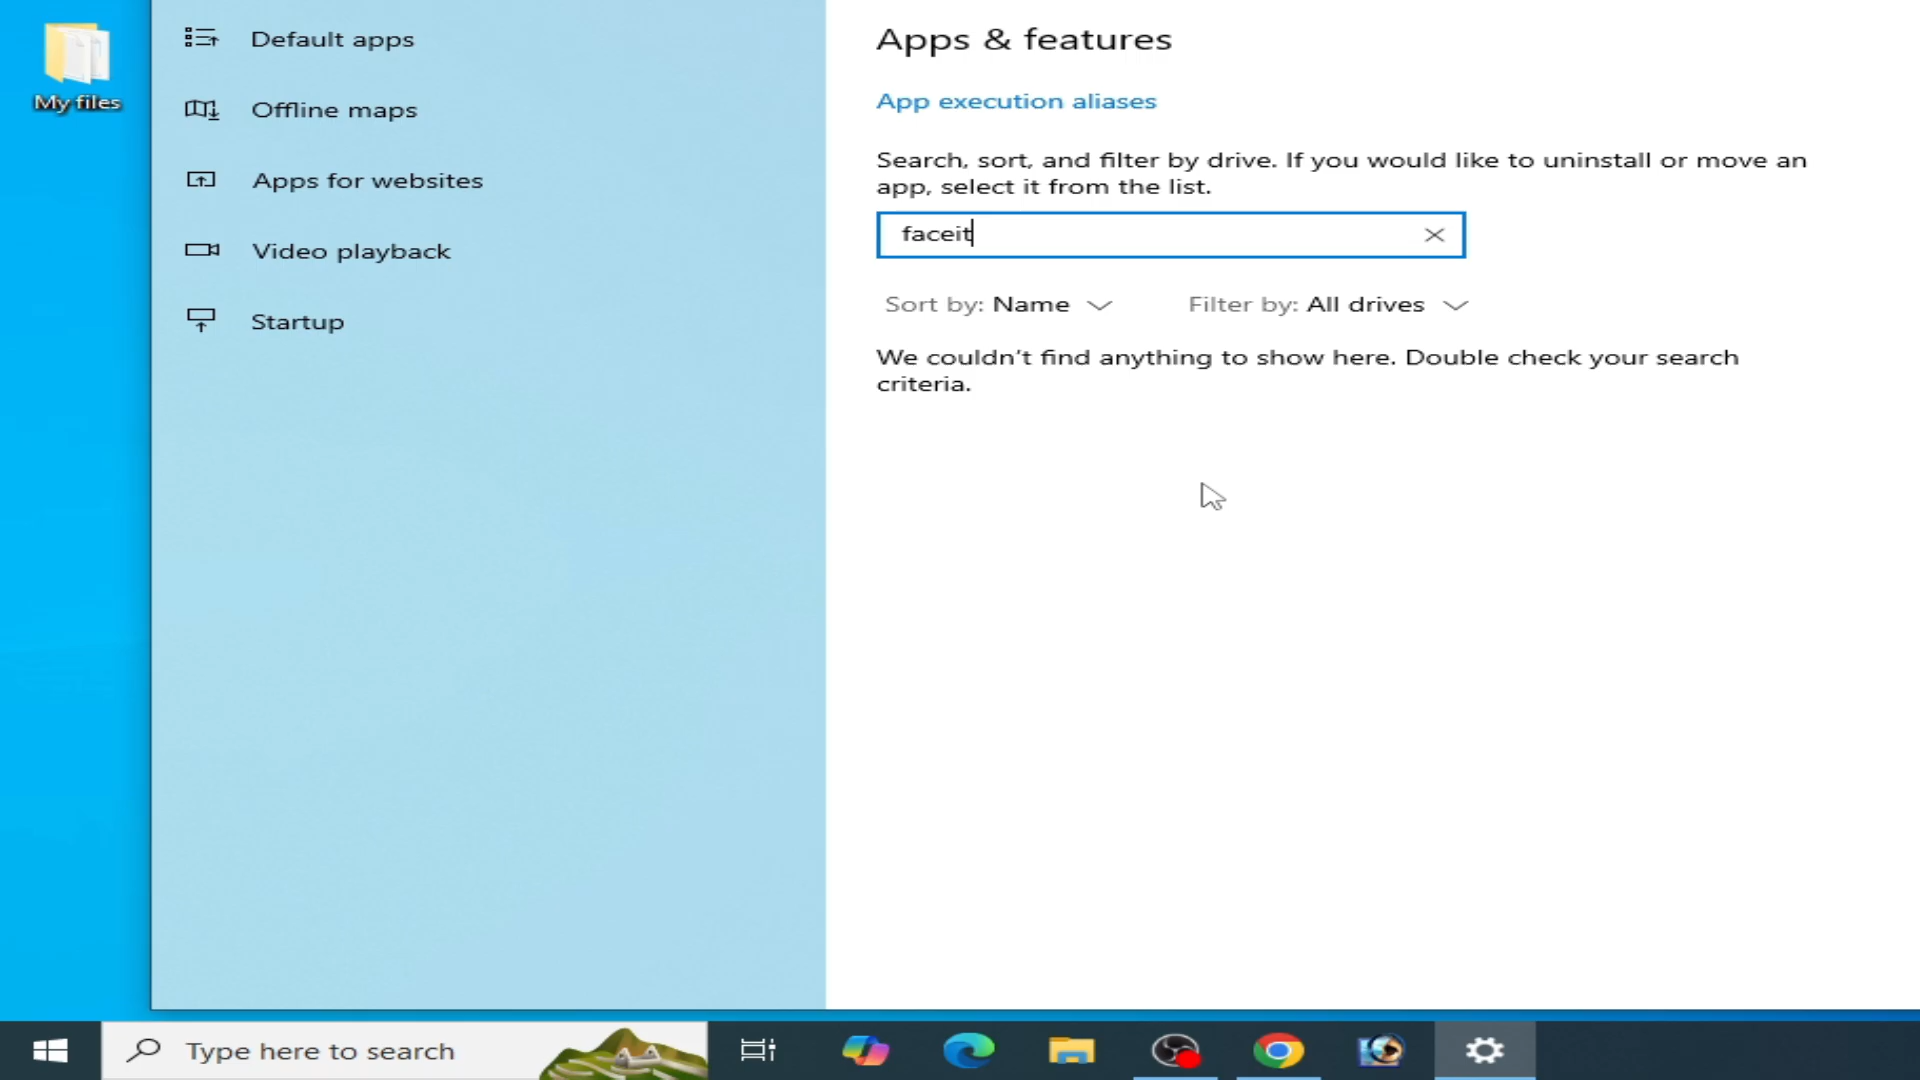 My files
Default apps
Offline maps
Apps for websites
Video playback
Startup
Apps & features
App execution aliases
Search, sort, and filter by drive. If you would like to uninstall or move an
app, select it from the list.
faceit
Sort by: Name Filter by: All drives
We couldn't find anything to show here. Double check your search
criteria.
Type here to search